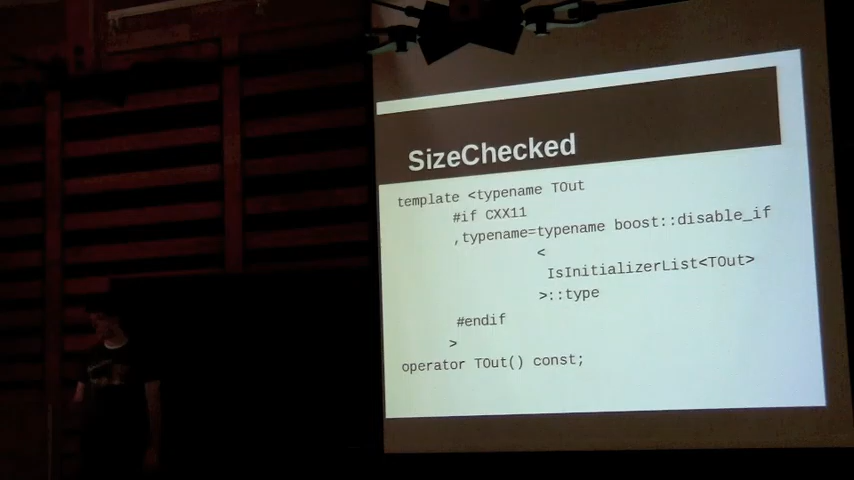 SizeChecked
template <typename TOut
#if CXX11
,typename=typename boost::disable_if
<
IsInitializerList<TOut>
>::type
#endif
>
operator TOut() const;